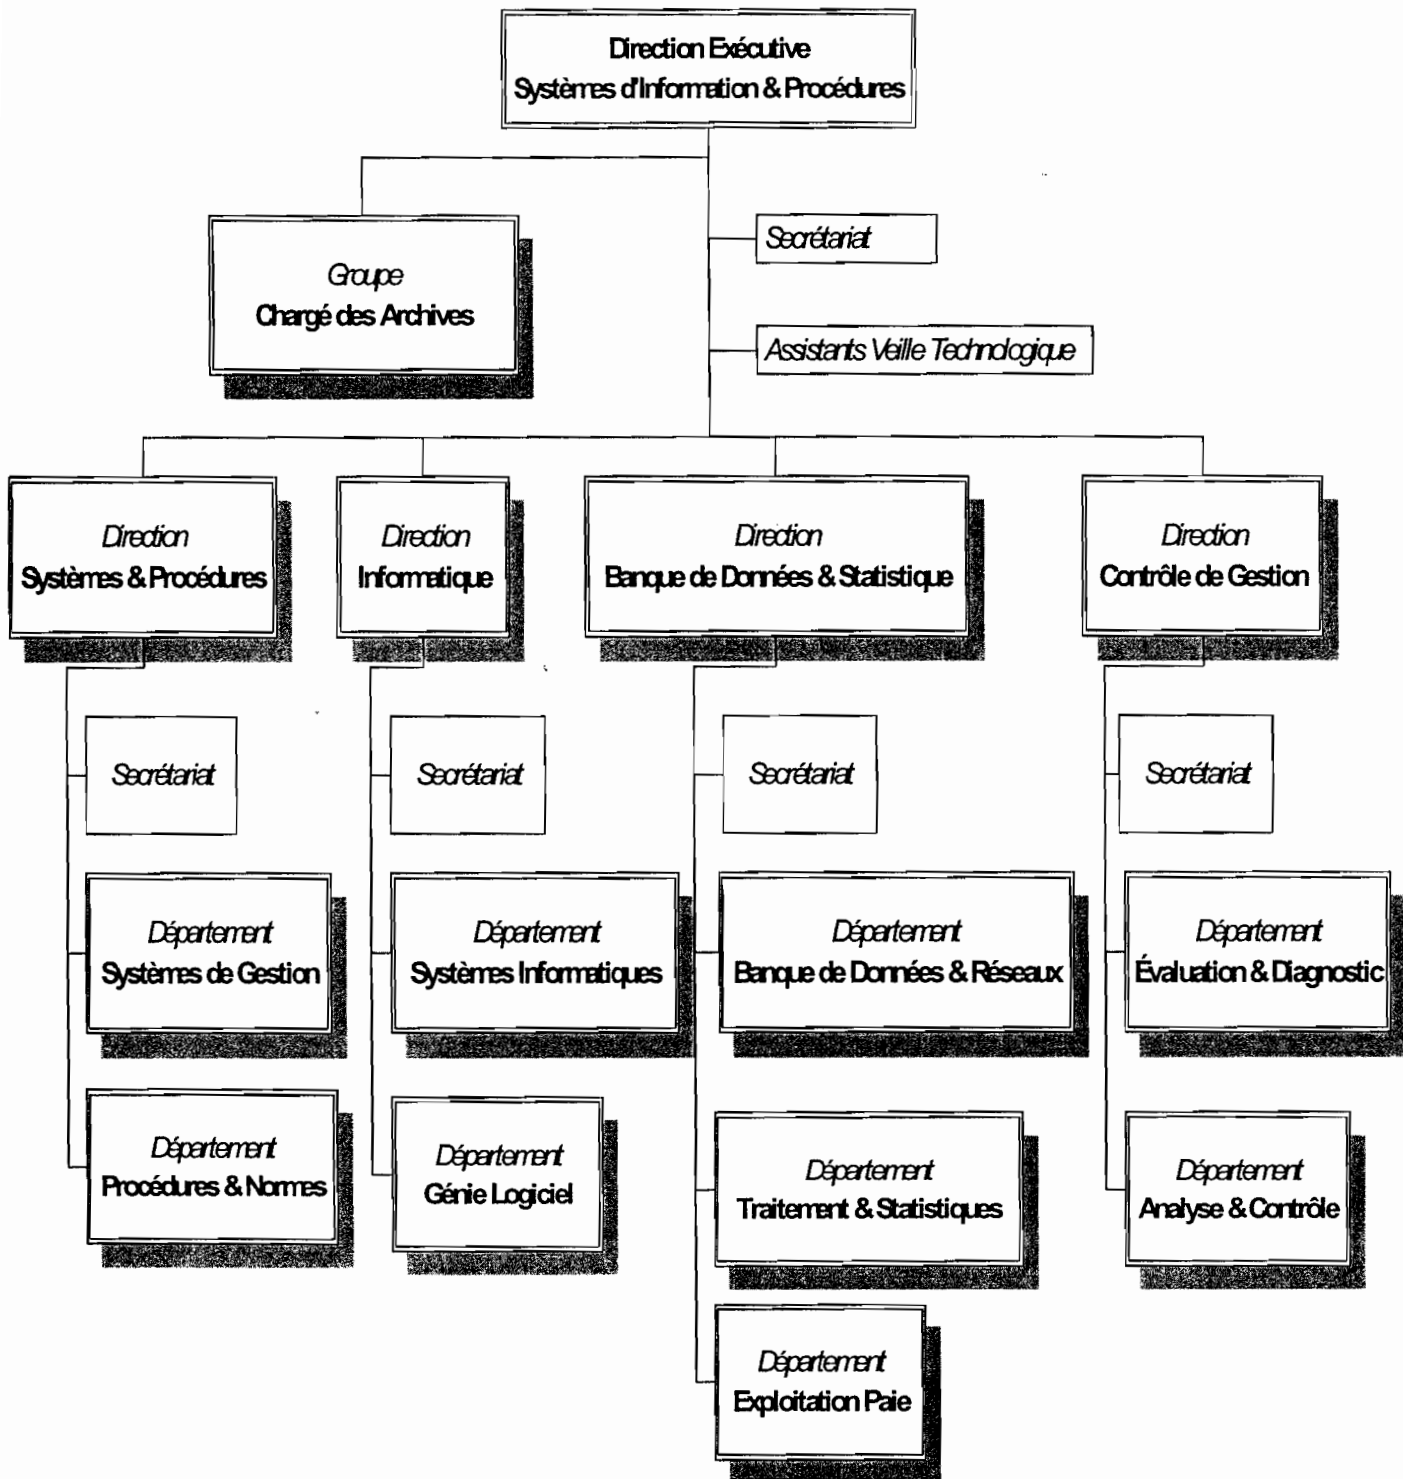 Direction Exécutive
Systèmes d'Information & Procédures
Groupe
Chargé des Archives
Secrétariat
Assistants Veille Technologique
Direction
Systèmes & Procédures
Direction
Informatique
Direction
Banque de Données & Statistique
Direction
Contrôle de Gestion
Secrétariat
Secrétariat
Secrétariat
Secrétariat
Département
Systèmes de Gestion
Département
Systèmes Informatiques
Département
Banque de Données & Réseaux
Département
Évaluation & Diagnostic
Département
Procédures & Normes
Département
Génie Logiciel
Département
Traitement & Statistiques
Département
Analyse & Contrôle
Département
Exploitation Paie